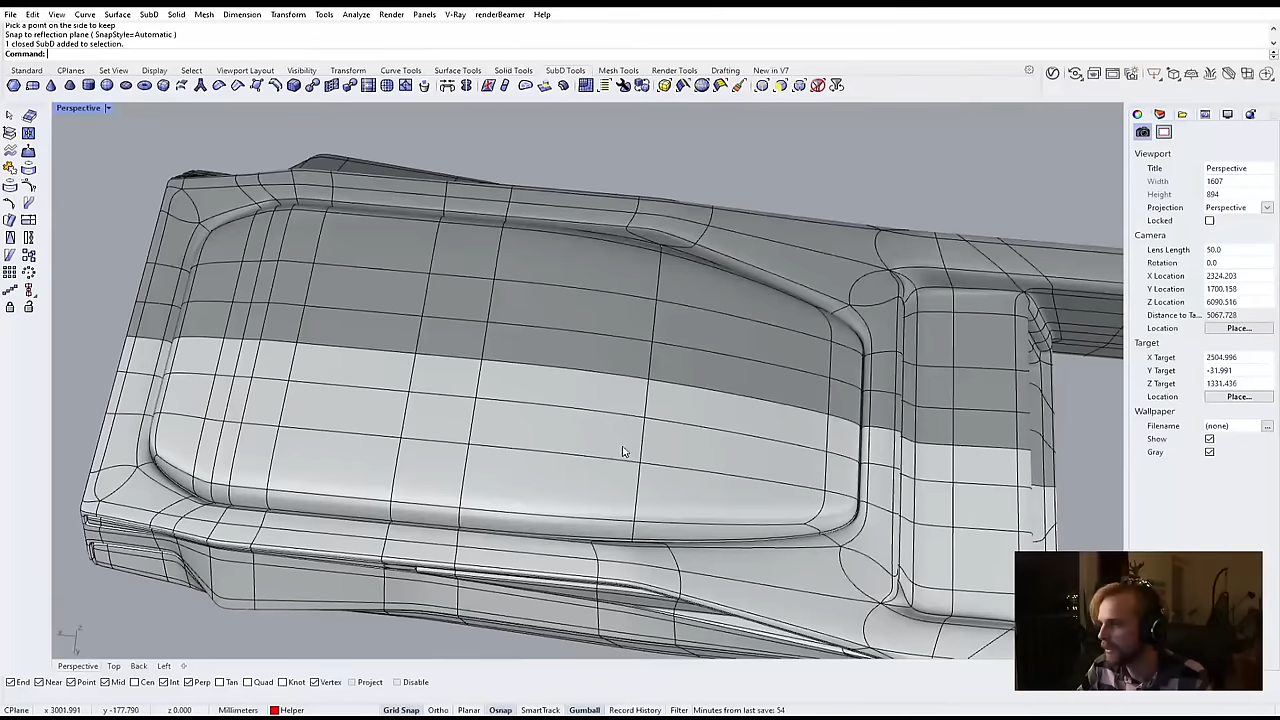 File Edit View Curve Surface SubD Solid Mesh Dimension Transform Tools Analyze Render Panels V-Ray renderBeamer Help
Pick a point on the side to keep
Snap to reflection plane ( SnapStyle=Automatic )
1 closed SubD added to selection.
Command:
Standard CPlanes Set View Display Select Viewport Layout Visibility Transform Curve Tools Surface Tools Solid Tools SubD Tools Mesh Tools Render Tools Drafting New in V7
Perspective
Viewport
Title Perspective
Width 1607
Height 894
Projection Perspective
Locked
Camera
Lens Length 50.0
Rotation 0.0
X Location 2324.203
Y Location 1700.158
Z Location 6090.516
Distance to Ta... 5067.728
Location Place...
Target
X Target 2504.996
Y Target -31.991
Z Target 1331.436
Location Place...
Wallpaper
Filename (none) ...
Show
Gray
z
x
y
Perspective Top Back Left
End Near Point Mid Cen Int Perp Tan Quad Knot Vertex Project Disable
CPlane x 3001.991 y -177.790 z 0.000 Millimeters Helper Grid Snap Ortho Planar Osnap SmartTrack Gumball Record History Filter Minutes from last save: 54